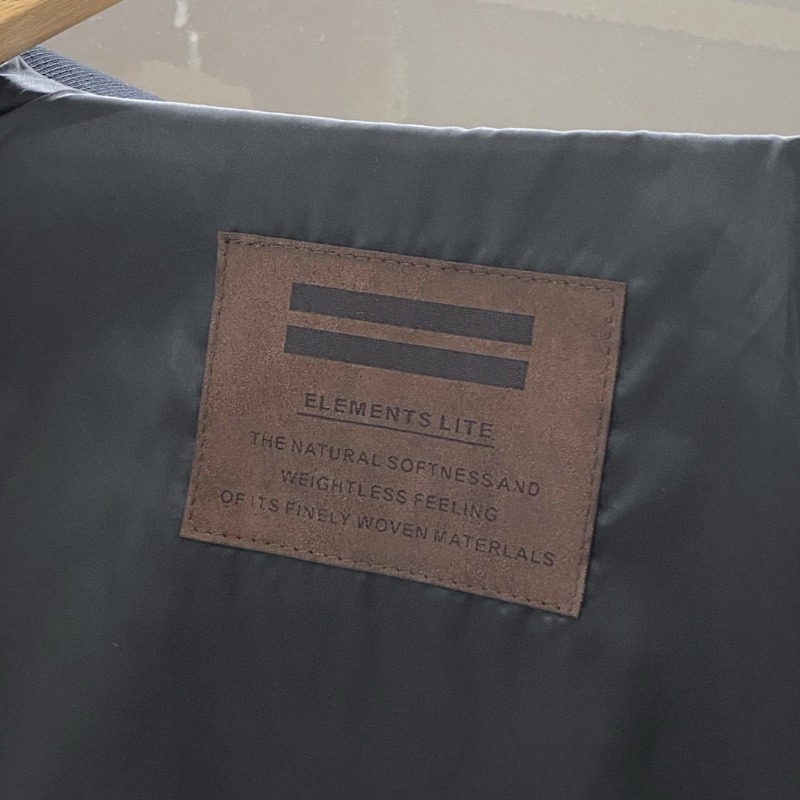 ELEMENTS LITE
THE NATURAL SOFTNESS AND
WEIGHTLESS FEELING
OF ITS FINELY WOVEN MATERLALS